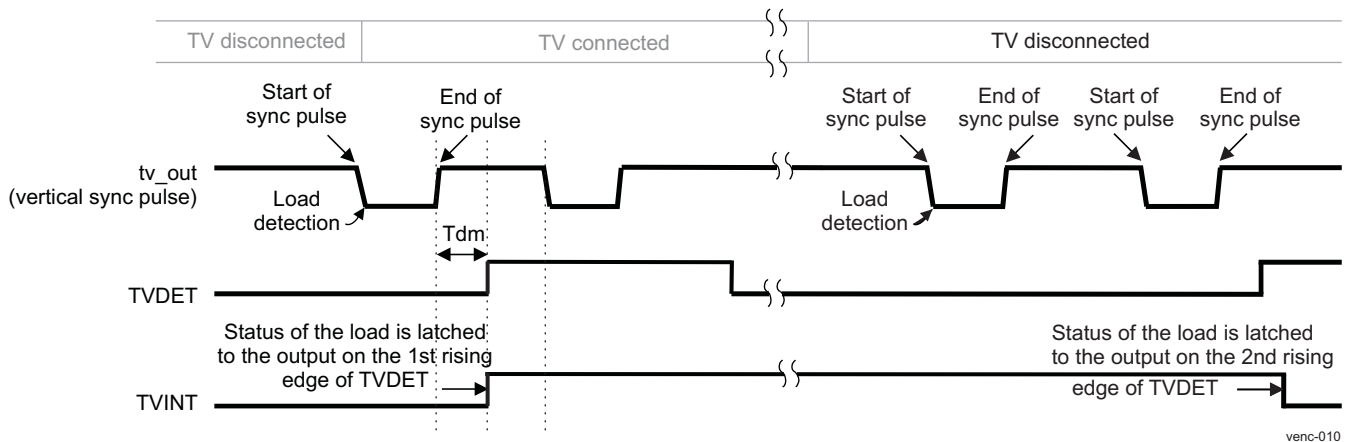 TV disconnected
TV connected
TV disconnected
Start of
sync pulse
End of
sync pulse
Start of
sync pulse
End of
sync pulse
Start of
sync pulse
End of
sync pulse
tv_out
(vertical sync pulse)
Load
detection
Load
detection
Tdm
TVDET
Status of the load is latched
to the output on the 1st rising
edge of TVDET
Status of the load is latched
to the output on the 2nd rising
edge of TVDET
TVINT
venc-010